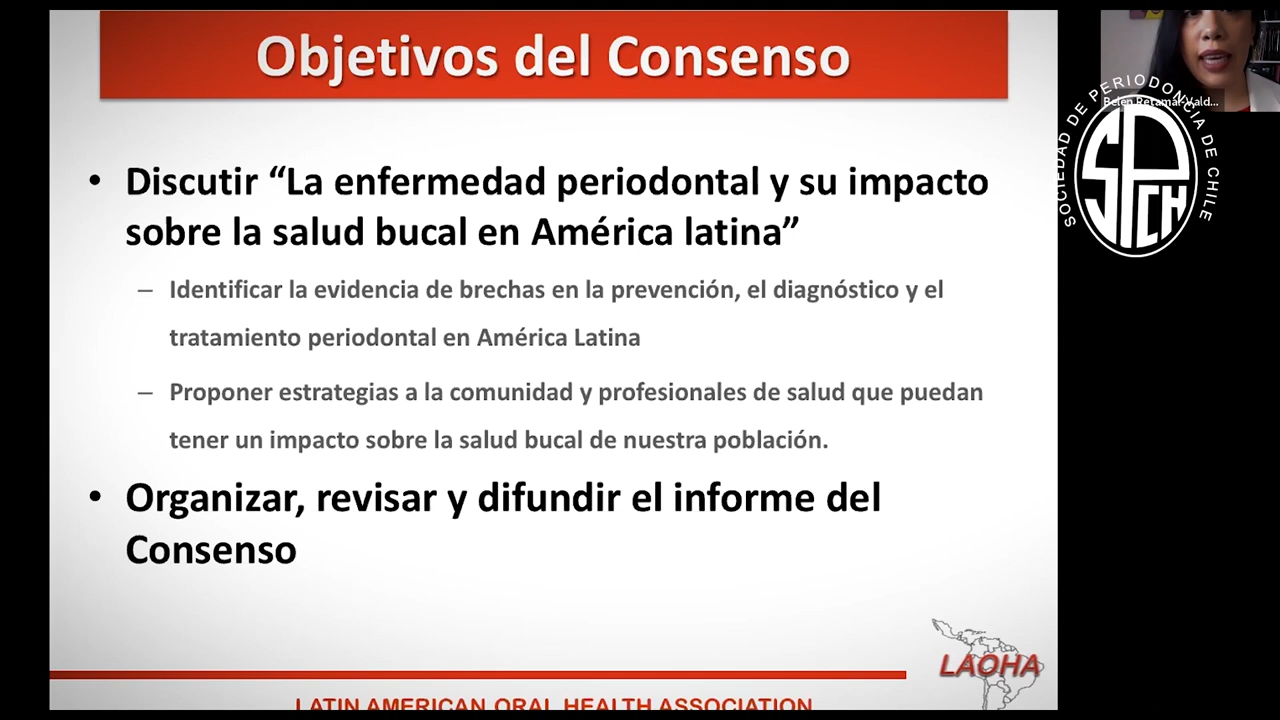 Objetivos del Consenso
• Discutir “La enfermedad periodontal y su impacto
sobre la salud bucal en América latina”
– Identificar la evidencia de brechas en la prevención, el diagnóstico y el
tratamiento periodontal en América Latina
– Proponer estrategias a la comunidad y profesionales de salud que puedan
tener un impacto sobre la salud bucal de nuestra población.
• Organizar, revisar y difundir el informe del
Consenso
LAOHA
LATIN AMERICAN ORAL HEALTH ASSOCIATION
Belén Retamal-Vald...
SOCIEDAD DE PERIODONCIA DE CHILE
SPCH